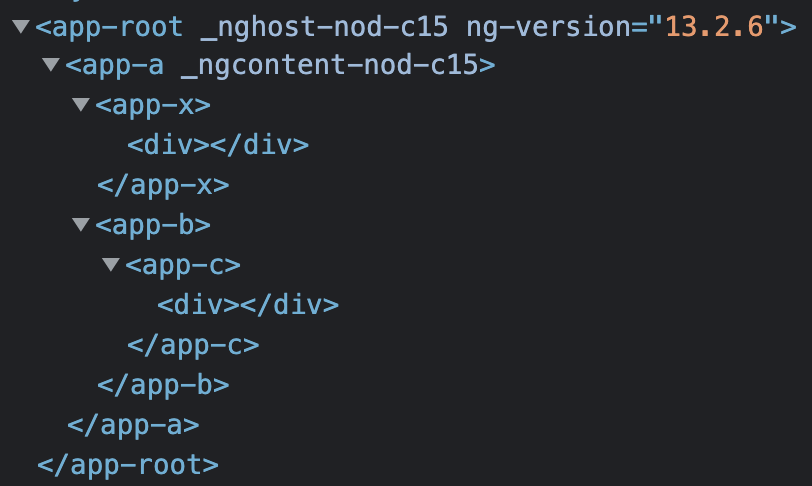 <app-root _nghost-nod-c15 ng-version="13.2.6">
<app-a _ngcontent-nod-c15>
<app-x>
<div></div>
</app-x>
<app-b>
<app-c>
<div></div>
</app-c>
</app-b>
</app-a>
</app-root>